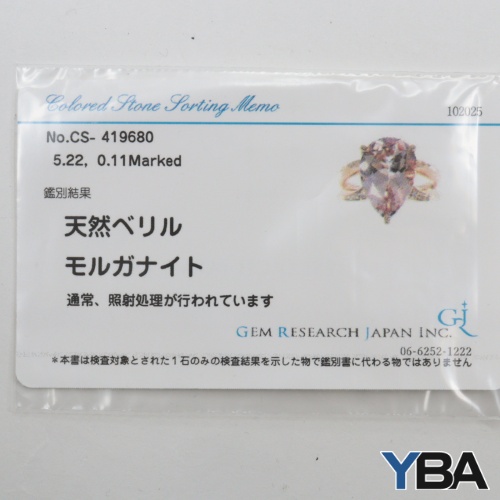 Colored Stone Sorting Memo
102025
No.CS- 419680
5.22, 0.11Marked
鑑別結果
天然ベリル
モルガナイト
通常、照射処理が行われています
GJ
GEM RESEARCH JAPAN INC.
06-6252-1222
*本書は検査対象とされた1石のみの検査結果を示した物で鑑別書に代わる物ではありません
YBA